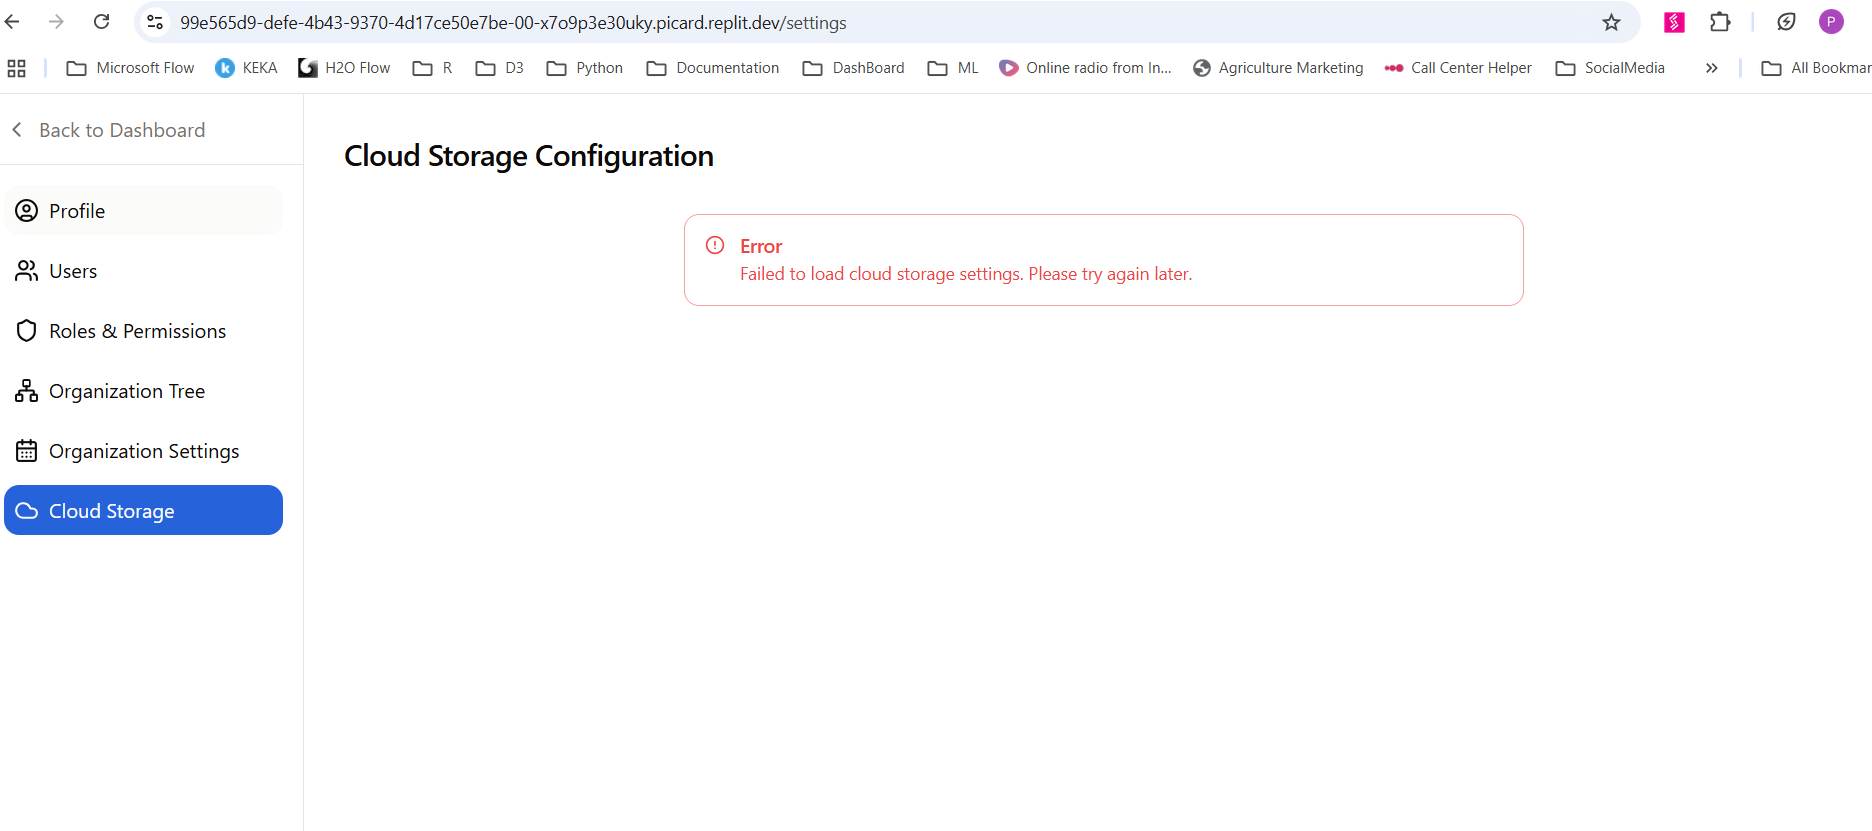 99e565d9-defe-4b43-9370-4d17ce50e7be-00-x7o9p3e30uky.picard.replit.dev/settings
P
Microsoft Flow KEKA H2O Flow R D3 Python Documentation DashBoard ML Online radio from In... Agriculture Marketing Call Center Helper SocialMedia All Bookmar
Back to Dashboard
Cloud Storage Configuration
Profile
Error
Failed to load cloud storage settings. Please try again later.
Users
Roles & Permissions
Organization Tree
Organization Settings
Cloud Storage